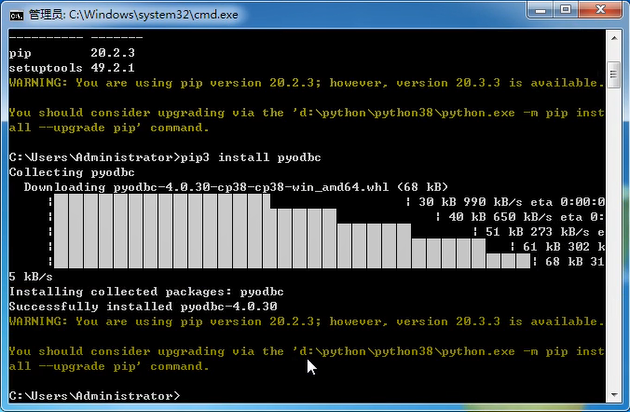 管理员: C:\Windows\system32\cmd.exe
---------- -------
pip        20.2.3
setuptools 49.2.1
WARNING: You are using pip version 20.2.3; however, version 20.3.3 is available.
You should consider upgrading via the 'd:\python\python38\python.exe -m pip inst
all --upgrade pip' command.
C:\Users\Administrator>pip3 install pyodbc
Collecting pyodbc
  Downloading pyodbc-4.0.30-cp38-cp38-win_amd64.whl (68 kB)
| 30 kB 990 kB/s eta 0:00:0
| 40 kB 650 kB/s eta 0:
| 51 kB 273 kB/s e
| 61 kB 302 k
| 68 kB 31
5 kB/s
Installing collected packages: pyodbc
Successfully installed pyodbc-4.0.30
WARNING: You are using pip version 20.2.3; however, version 20.3.3 is available.
You should consider upgrading via the 'd:\python\python38\python.exe -m pip inst
all --upgrade pip' command.
C:\Users\Administrator>